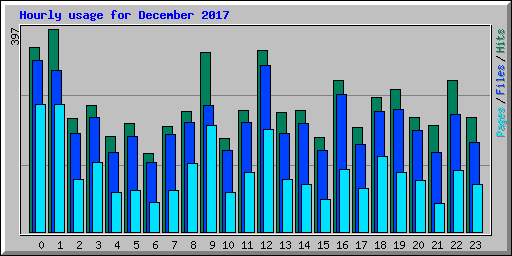 Hourly usage for December 2017
397
Pages/Files/Hits
0 1 2 3 4 5 6 7 8 9 10 11 12 13 14 15 16 17 18 19 20 21 22 23